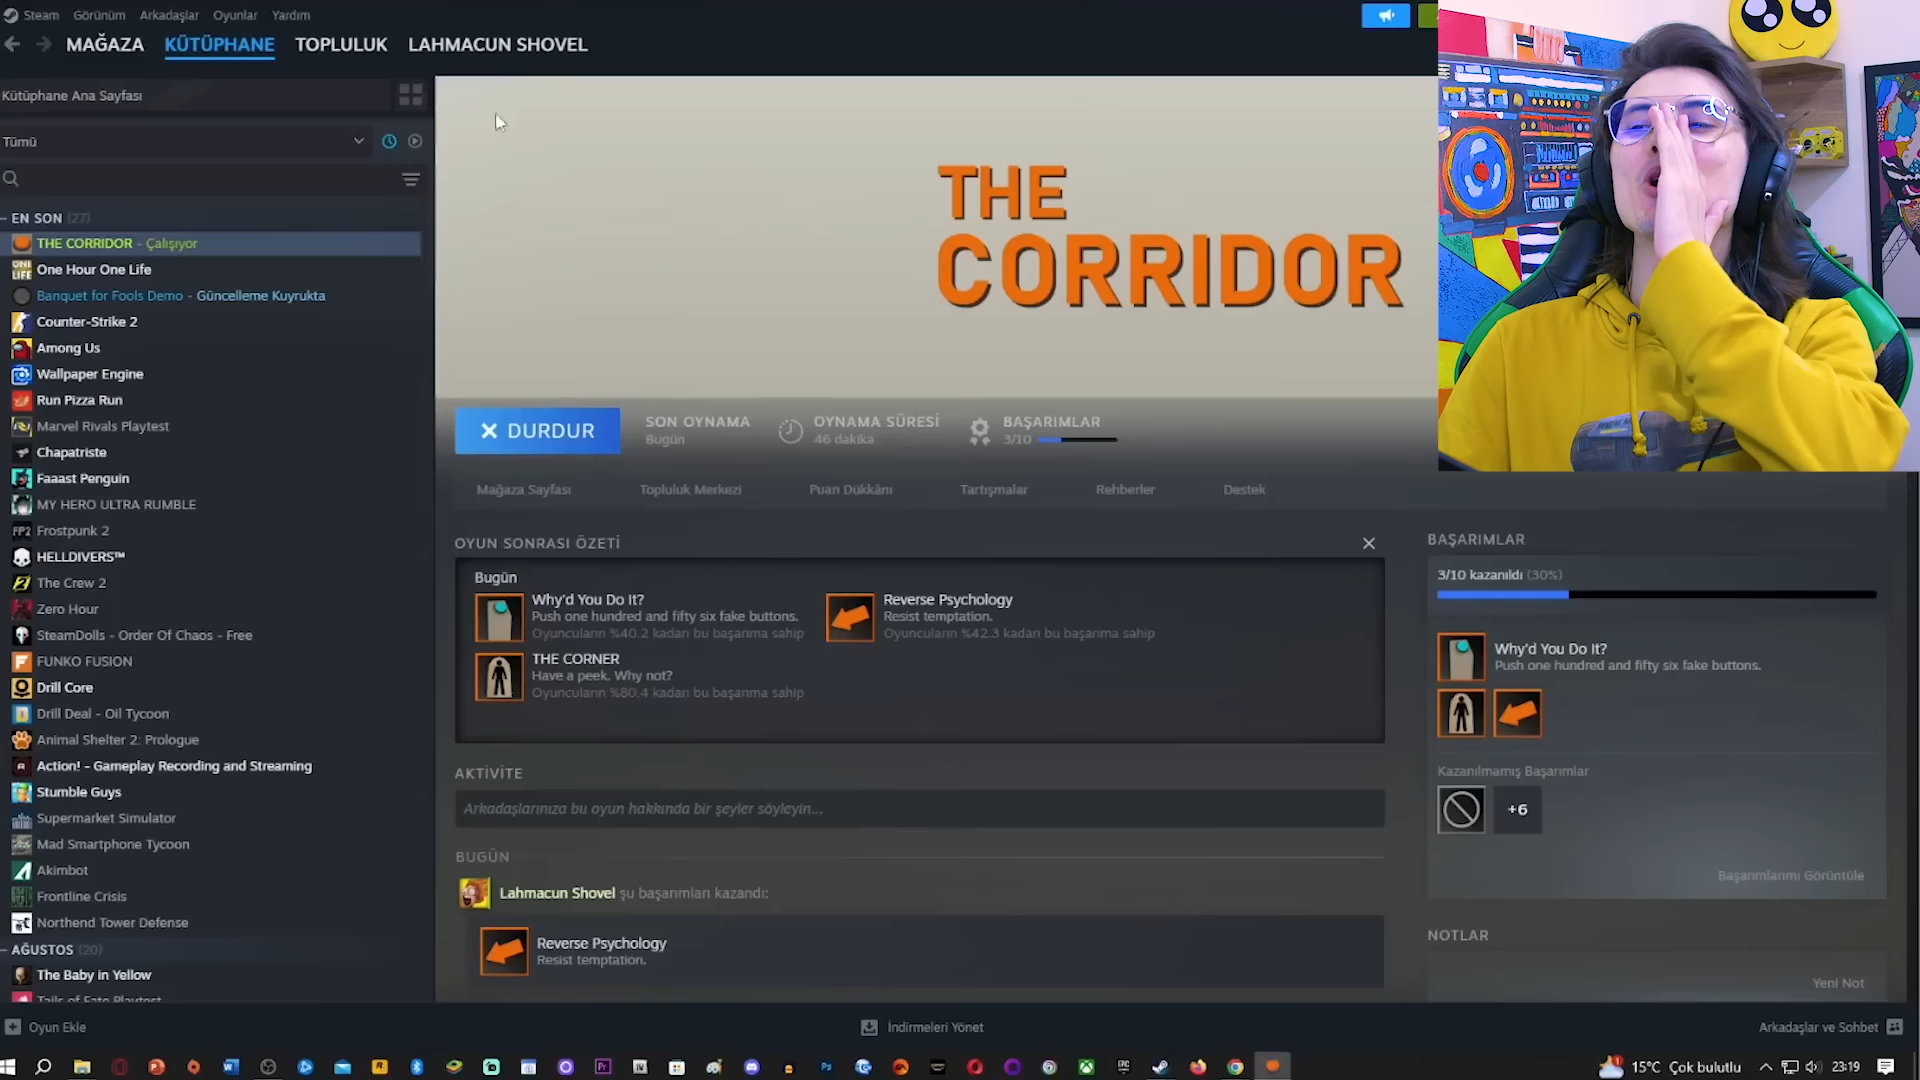 Steam Görünüm Arkadaşlar Oyunlar Yardım
MAĞAZA KÜTÜPHANE TOPLULUK LAHMACUN SHOVEL
Kütüphane Ana Sayfası
Tümü
EN SON (27)
THE CORRIDOR - Çalışıyor
One Hour One Life
Banquet for Fools Demo - Güncelleme Kuyrukta
Counter-Strike 2
Among Us
Wallpaper Engine
Run Pizza Run
Marvel Rivals Playtest
Chapatriste
Faaast Penguin
MY HERO ULTRA RUMBLE
Frostpunk 2
HELLDIVERS™
The Crew 2
Zero Hour
SteamDolls - Order Of Chaos - Free
FUNKO FUSION
Drill Core
Drill Deal - Oil Tycoon
Animal Shelter 2: Prologue
Action! - Gameplay Recording and Streaming
Stumble Guys
Supermarket Simulator
Mad Smartphone Tycoon
Akimbot
Frontline Crisis
Northend Tower Defense
AĞUSTOS (20)
The Baby in Yellow
Tails of Fate Playtest
THE
CORRIDOR
DURDUR
SON OYNAMA
Bugün
OYNAMA SÜRESİ
46 dakika
BAŞARIMLAR
3/10
Mağaza Sayfası Topluluk Merkezi Puan Dükkânı Tartışmalar Rehberler Destek
OYUN SONRASI ÖZETİ
Bugün
Why'd You Do It?
Push one hundred and fifty six fake buttons.
Oyuncuların %40.2 kadarı bu başarıma sahip
Reverse Psychology
Resist temptation.
Oyuncuların %42.3 kadarı bu başarıma sahip
THE CORNER
Have a peek. Why not?
Oyuncuların %80.4 kadarı bu başarıma sahip
AKTİVİTE
Arkadaşlarınıza bu oyun hakkında bir şeyler söyleyin...
BUGÜN
Lahmacun Shovel şu başarımları kazandı:
Reverse Psychology
Resist temptation.
BAŞARIMLAR
3/10 kazanıldı (30%)
Why'd You Do It?
Push one hundred and fifty six fake buttons.
Kazanılmamış Başarımlar
+6
Başarımlarımı Görüntüle
NOTLAR
Yeni Not
Oyun Ekle
İndirmeleri Yönet
Arkadaşlar ve Sohbet
15°C Çok bulutlu
23:19